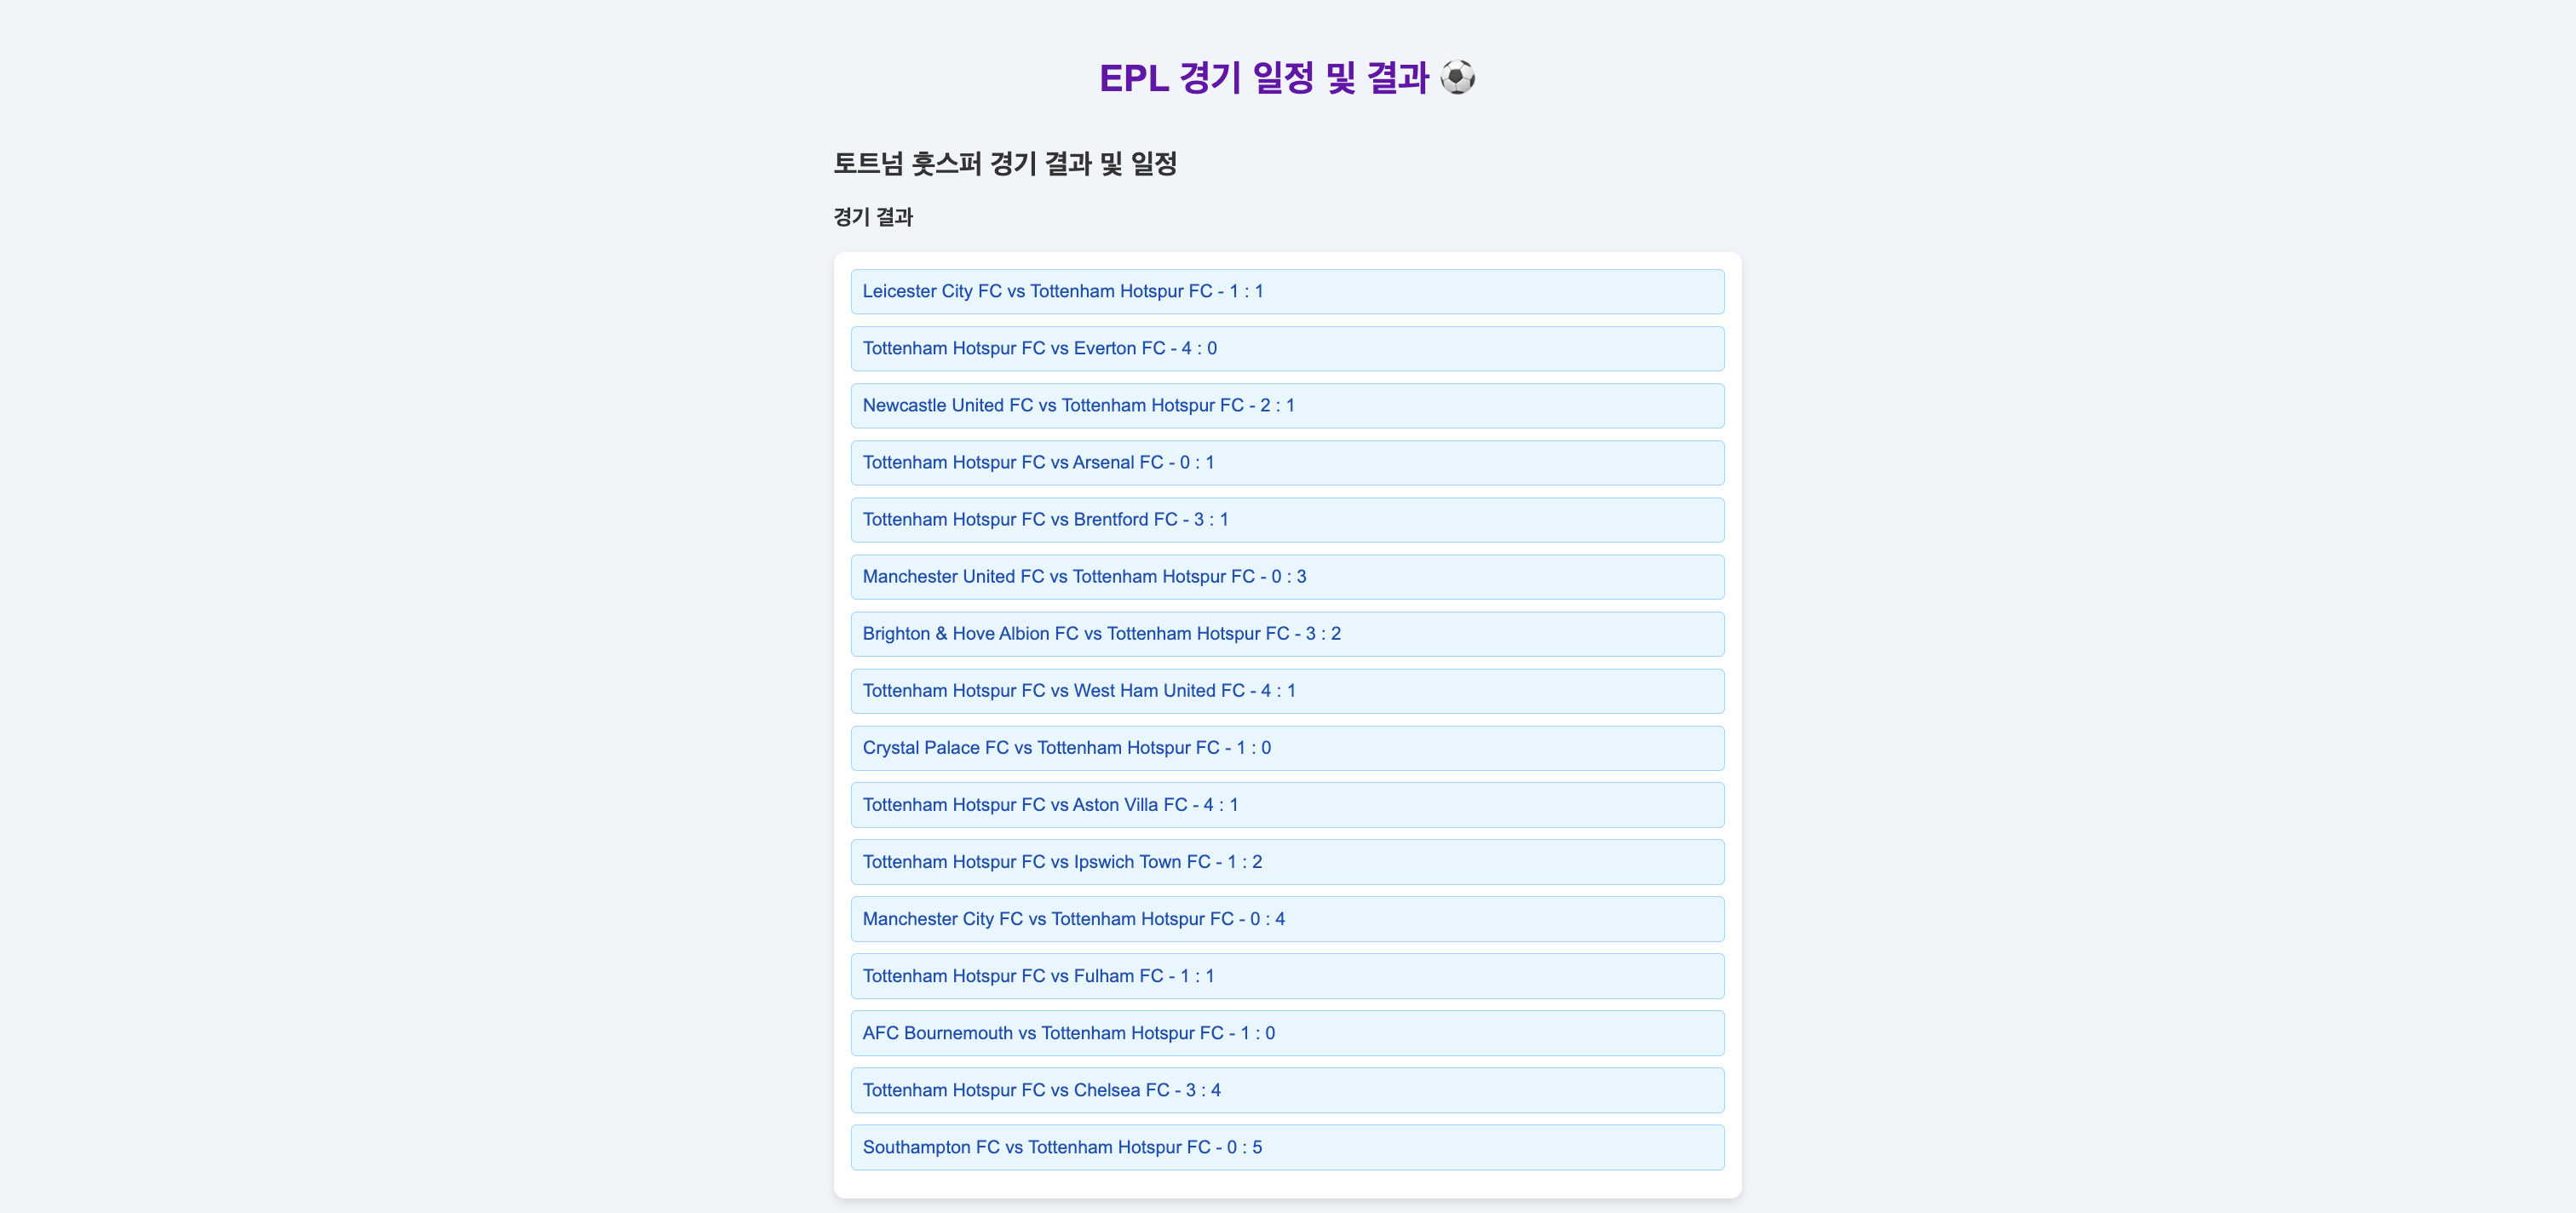 EPL 경기 일정 및 결과 ⚽
토트넘 홋스퍼 경기 결과 및 일정
경기 결과
Leicester City FC vs Tottenham Hotspur FC - 1 : 1
Tottenham Hotspur FC vs Everton FC - 4 : 0
Newcastle United FC vs Tottenham Hotspur FC - 2 : 1
Tottenham Hotspur FC vs Arsenal FC - 0 : 1
Tottenham Hotspur FC vs Brentford FC - 3 : 1
Manchester United FC vs Tottenham Hotspur FC - 0 : 3
Brighton & Hove Albion FC vs Tottenham Hotspur FC - 3 : 2
Tottenham Hotspur FC vs West Ham United FC - 4 : 1
Crystal Palace FC vs Tottenham Hotspur FC - 1 : 0
Tottenham Hotspur FC vs Aston Villa FC - 4 : 1
Tottenham Hotspur FC vs Ipswich Town FC - 1 : 2
Manchester City FC vs Tottenham Hotspur FC - 0 : 4
Tottenham Hotspur FC vs Fulham FC - 1 : 1
AFC Bournemouth vs Tottenham Hotspur FC - 1 : 0
Tottenham Hotspur FC vs Chelsea FC - 3 : 4
Southampton FC vs Tottenham Hotspur FC - 0 : 5